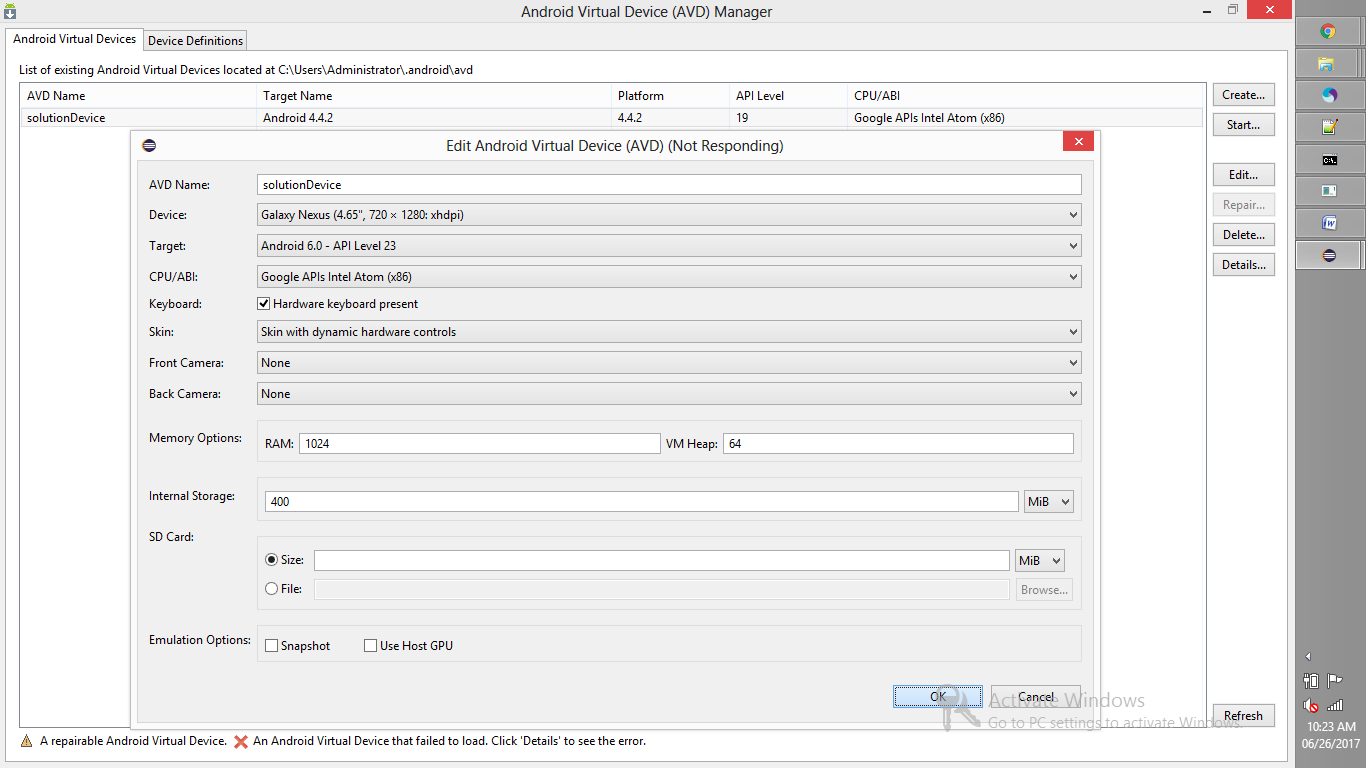 Android Virtual Device (AVD) Manager
Android Virtual Devices Device Definitions
List of existing Android Virtual Devices located at C:\Users\Administrator\.android\avd
AVD Name Target Name Platform API Level CPU/ABI
solutionDevice Android 4.4.2 4.4.2 19 Google APIs Intel Atom (x86)
Create...
Start...
Edit...
Repair...
Delete...
Details...
Refresh
Edit Android Virtual Device (AVD) (Not Responding)
AVD Name: solutionDevice
Device: Galaxy Nexus (4.65", 720 × 1280: xhdpi)
Target: Android 6.0 - API Level 23
CPU/ABI: Google APIs Intel Atom (x86)
Keyboard: Hardware keyboard present
Skin: Skin with dynamic hardware controls
Front Camera: None
Back Camera: None
Memory Options: RAM: 1024 VM Heap: 64
Internal Storage: 400 MiB
SD Card:
Size: MiB
File: Browse...
Emulation Options: Snapshot Use Host GPU
OK Cancel
Activate Windows
Go to PC settings to activate Windows.
A repairable Android Virtual Device. An Android Virtual Device that failed to load. Click 'Details' to see the error.
10:23 AM
06/26/2017